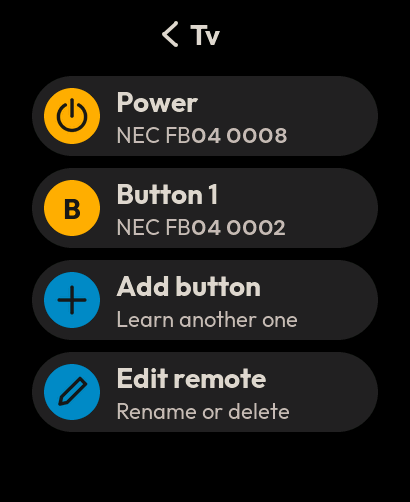 Tv
Power
NEC FB04 0008
B
Button 1
NEC FB04 0002
Add button
Learn another one
Edit remote
Rename or delete